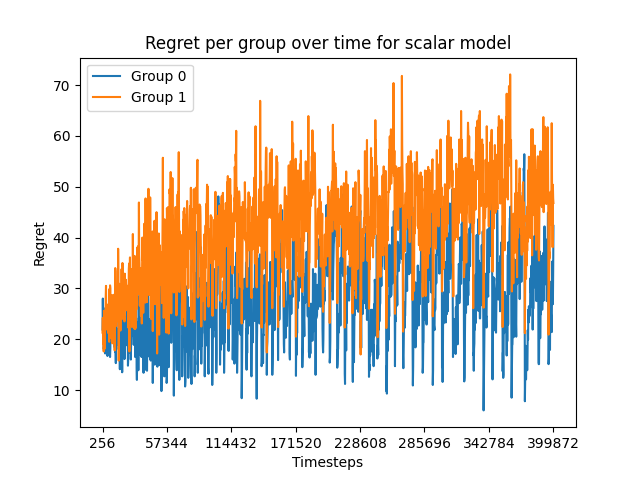 Regret per group over time for scalar model
Group 0
Group 1
70
60
50
40
30
20
10
Regret
256 57344 114432 171520 228608 285696 342784 399872
Timesteps